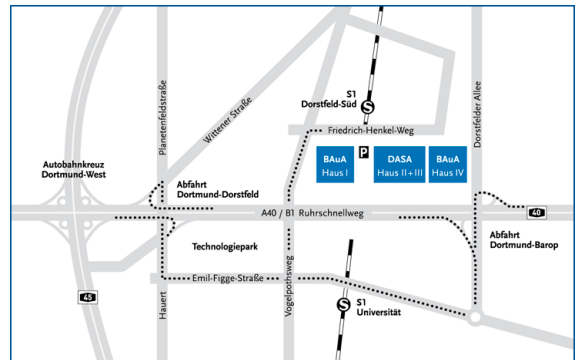 S1
Dorstfeld-Süd
S
Planetenfeldstraße
Wittener Straße
Dorstfelder Allee
Friedrich-Henkel-Weg
P
BAuA
Haus I
DASA
Haus II+III
BAuA
Haus IV
Autobahnkreuz
Dortmund-West
Abfahrt
Dortmund-Dorstfeld
A40 / B1 Ruhrschnellweg
40
Abfahrt
Dortmund-Barop
Technologiepark
Emil-Figge-Straße
Vogelpothsweg
Hauert
45
S
S1
Universität